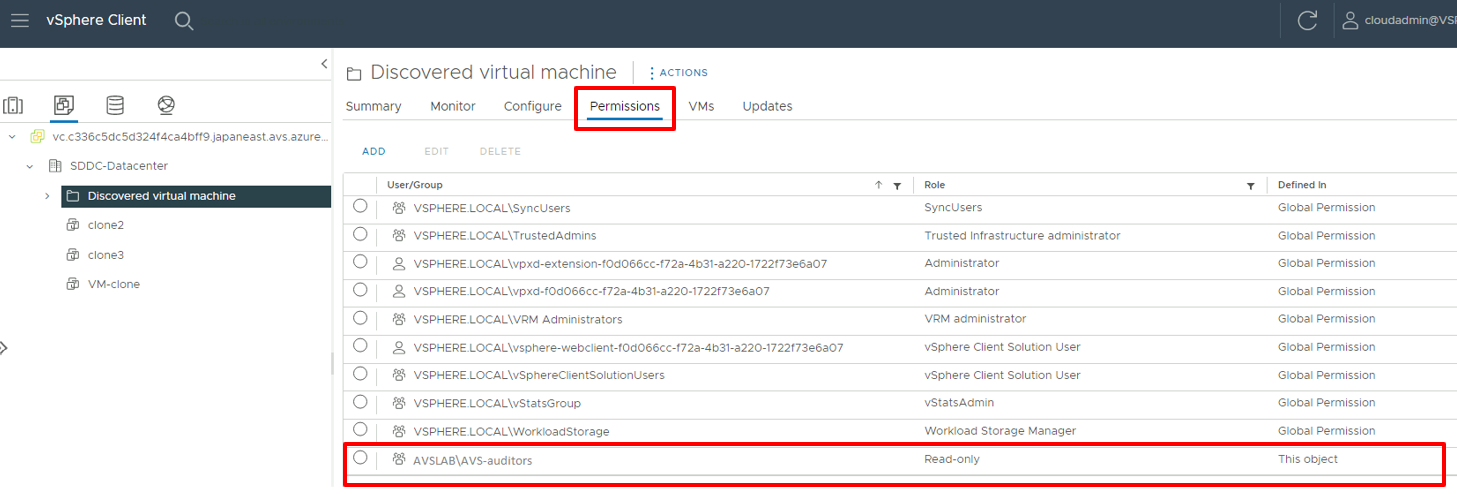 vSphere Client
cloudadmin@VSP
Discovered virtual machine
ACTIONS
Summary Monitor Configure Permissions VMs Updates
vc.c336c5dc5d324f4ca4bff9.japaneast.avs.azure...
SDDC-Datacenter
Discovered virtual machine
clone2
clone3
VM-clone
ADD EDIT DELETE
User/Group Role Defined In
VSPHERE.LOCAL\SyncUsers SyncUsers Global Permission
VSPHERE.LOCAL\TrustedAdmins Trusted Infrastructure administrator Global Permission
VSPHERE.LOCAL\vpxd-extension-f0d066cc-f72a-4b31-a220-1722f73e6a07 Administrator Global Permission
VSPHERE.LOCAL\vpxd-f0d066cc-f72a-4b31-a220-1722f73e6a07 Administrator Global Permission
VSPHERE.LOCAL\VRM Administrators VRM administrator Global Permission
VSPHERE.LOCAL\vsphere-webclient-f0d066cc-f72a-4b31-a220-1722f73e6a07 vSphere Client Solution User Global Permission
VSPHERE.LOCAL\vSphereClientSolutionUsers vSphere Client Solution User Global Permission
VSPHERE.LOCAL\vStatsGroup vStatsAdmin Global Permission
VSPHERE.LOCAL\WorkloadStorage Workload Storage Manager Global Permission
AVSLAB\AVS-auditors Read-only This object